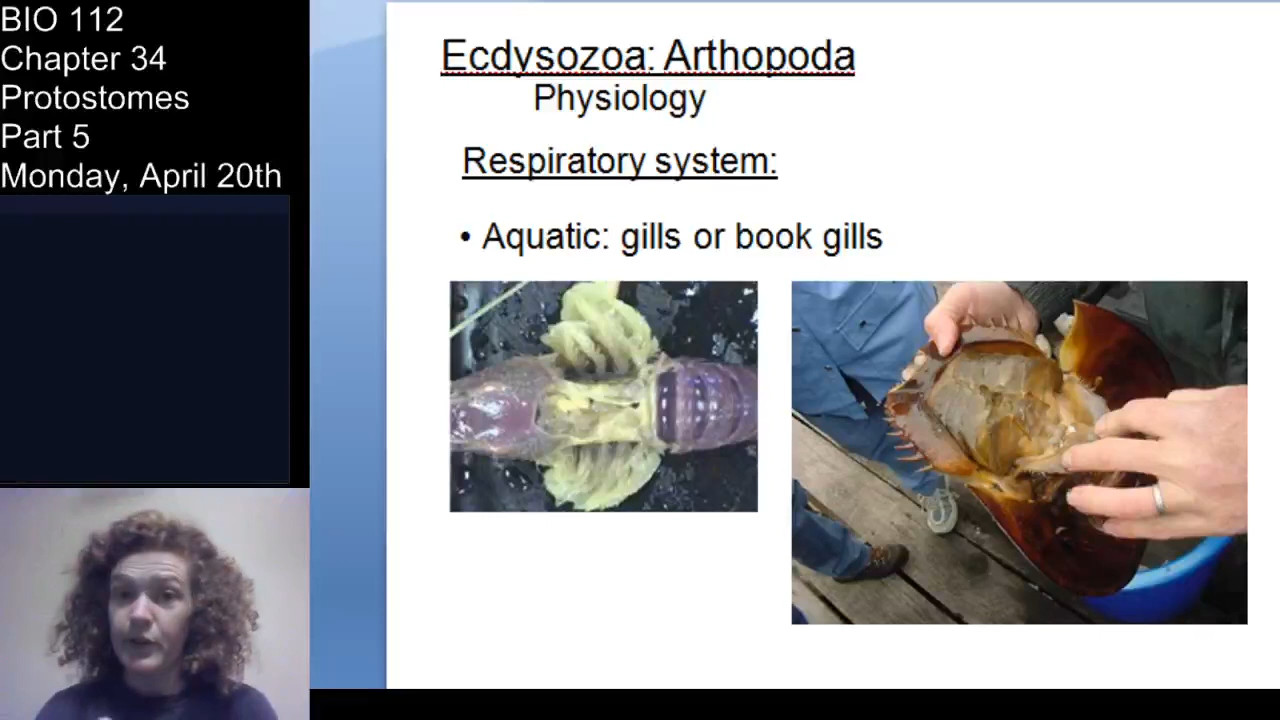 BIO 112
Chapter 34
Protostomes
Part 5
Monday, April 20th
Ecdysozoa: Arthopoda
Physiology
Respiratory system:
• Aquatic: gills or book gills